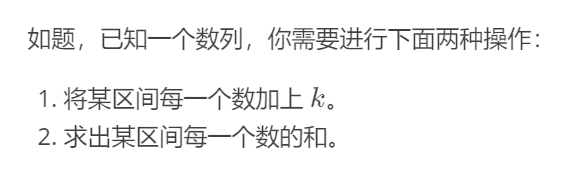 如题，已知一个数列，你需要进行下面两种操作：
1. 将某区间每一个数加上 k。
2. 求出某区间每一个数的和。